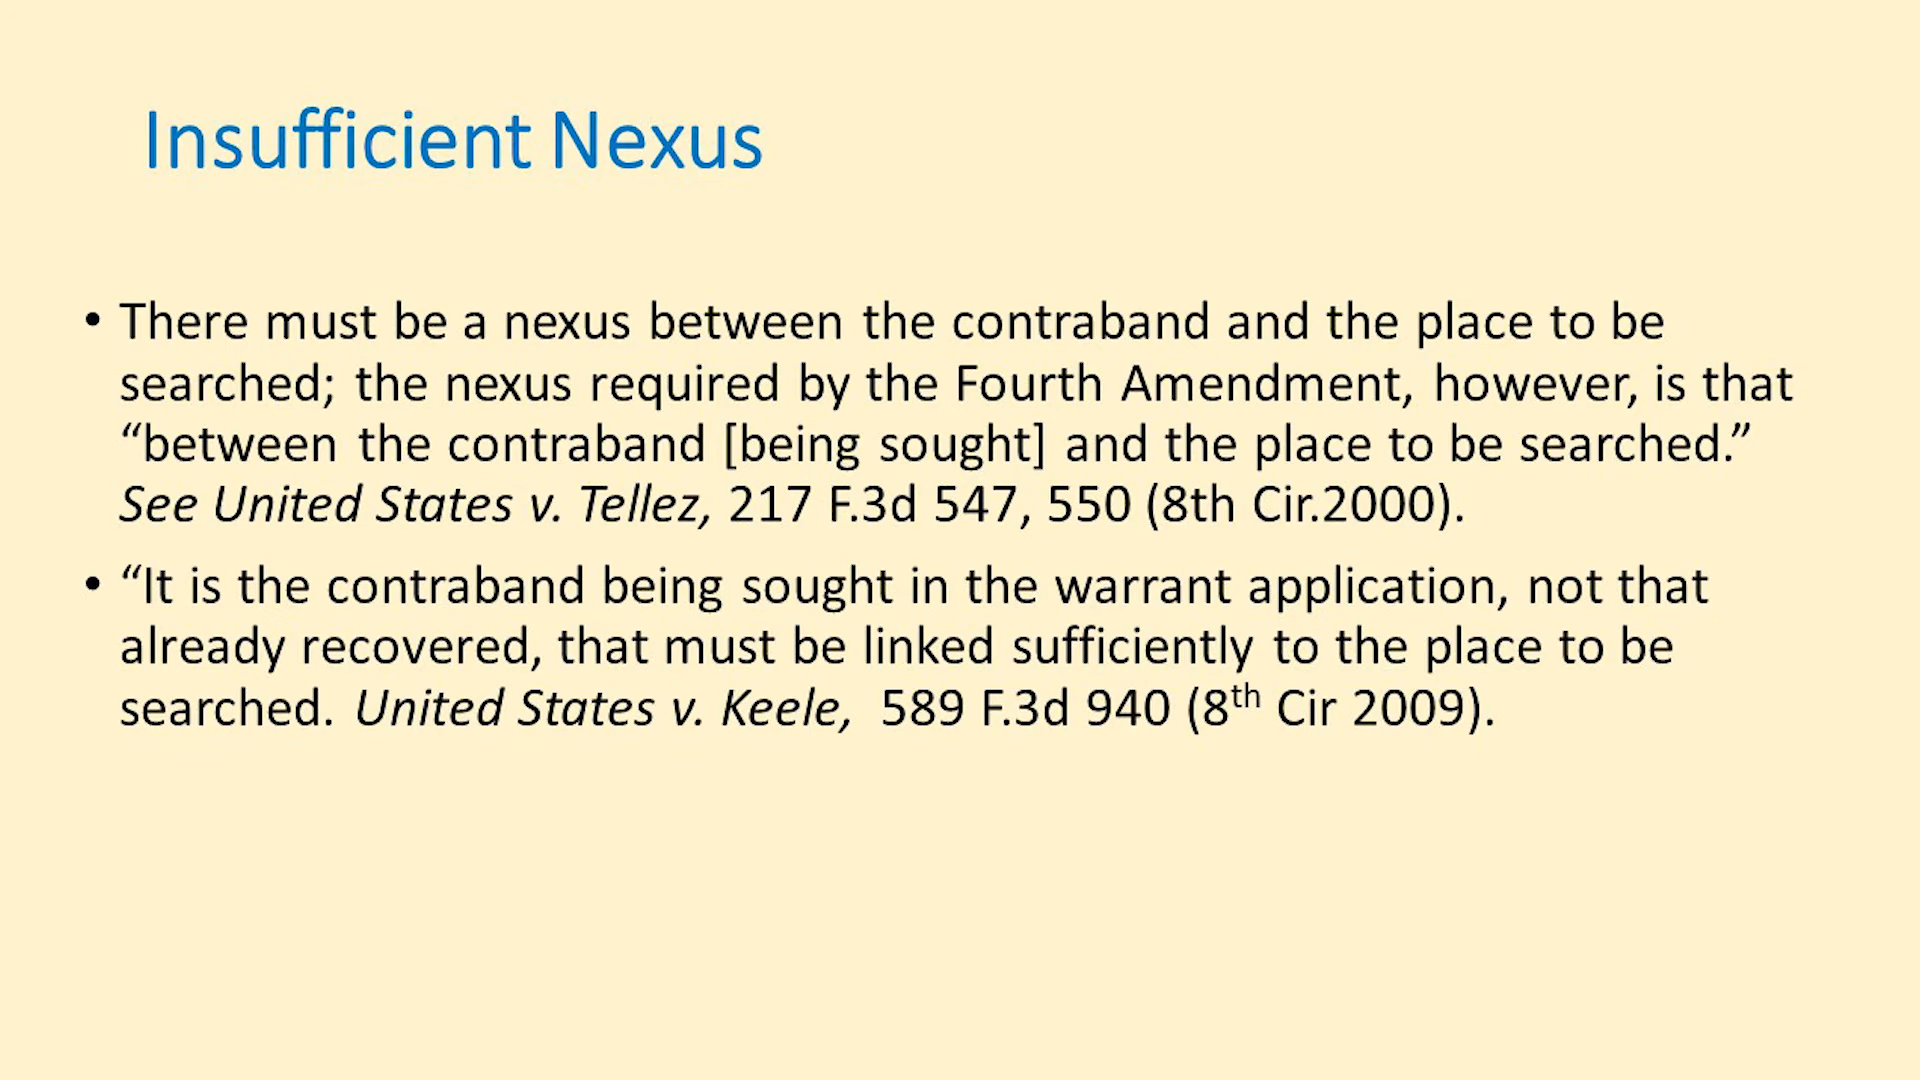 Insufficient Nexus
• There must be a nexus between the contraband and the place to be
searched; the nexus required by the Fourth Amendment, however, is that
“between the contraband [being sought] and the place to be searched.”
See United States v. Tellez, 217 F.3d 547, 550 (8th Cir.2000).
• “It is the contraband being sought in the warrant application, not that
already recovered, that must be linked sufficiently to the place to be
searched. United States v. Keele, 589 F.3d 940 (8th Cir 2009).